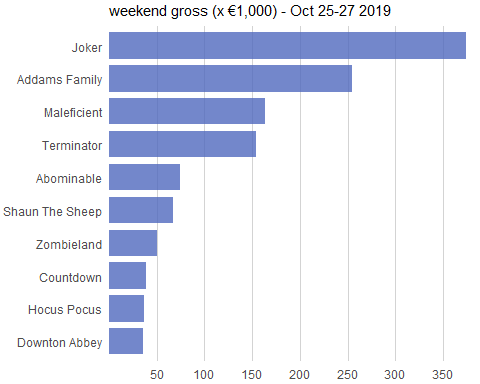 weekend gross (x €1,000) - Oct 25-27 2019
Joker
Addams Family
Maleficient
Terminator
Abominable
Shaun The Sheep
Zombieland
Countdown
Hocus Pocus
Downton Abbey
50 100 150 200 250 300 350